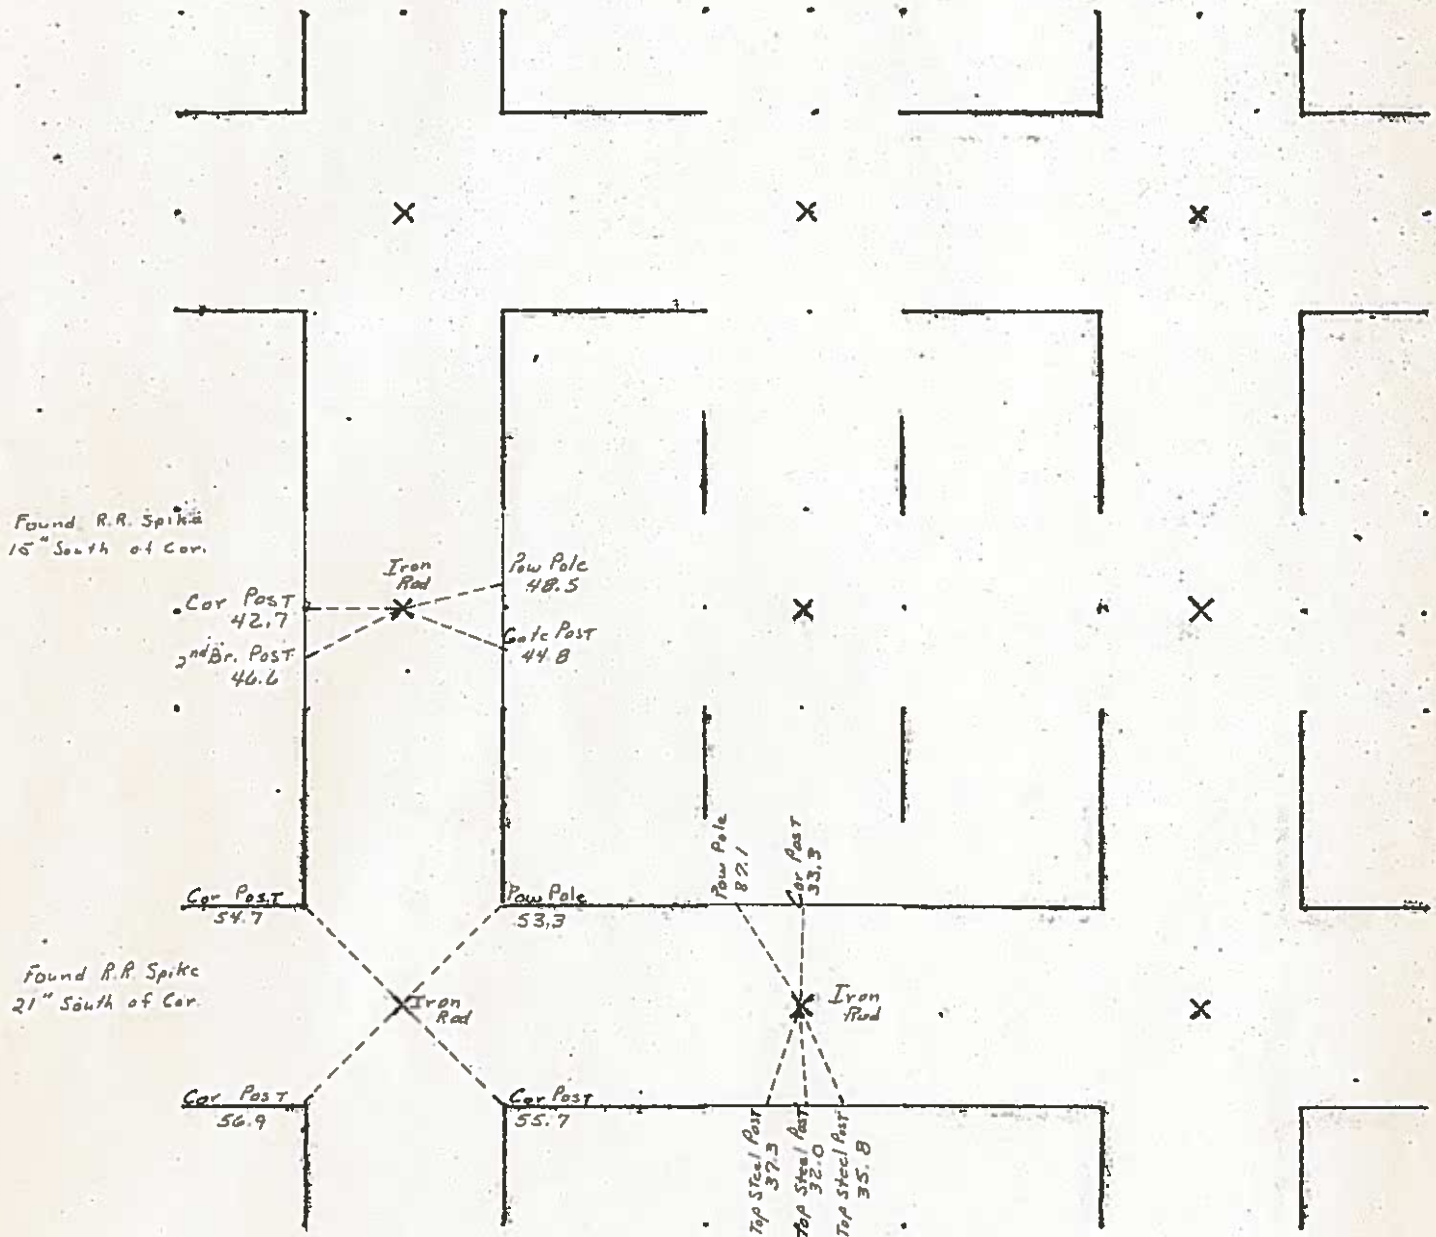 Found R.R. Spike
15" South of Cor.
Iron
Rod
Pow Pole
48.5
Cor Post
42.7
Gate Post
44.8
2nd Br. Post
46.6
Pow Pole
87.1
Cor Post
33.3
Cor Post
54.7
Pow Pole
53.3
Found R.R. Spike
21" South of Cor.
Iron
Rod
Iron
Rod
Cor Post
56.9
Cor Post
55.7
Top Steel Post
37.3
Top Steel Post
32.0
Top Steel Post
35.8